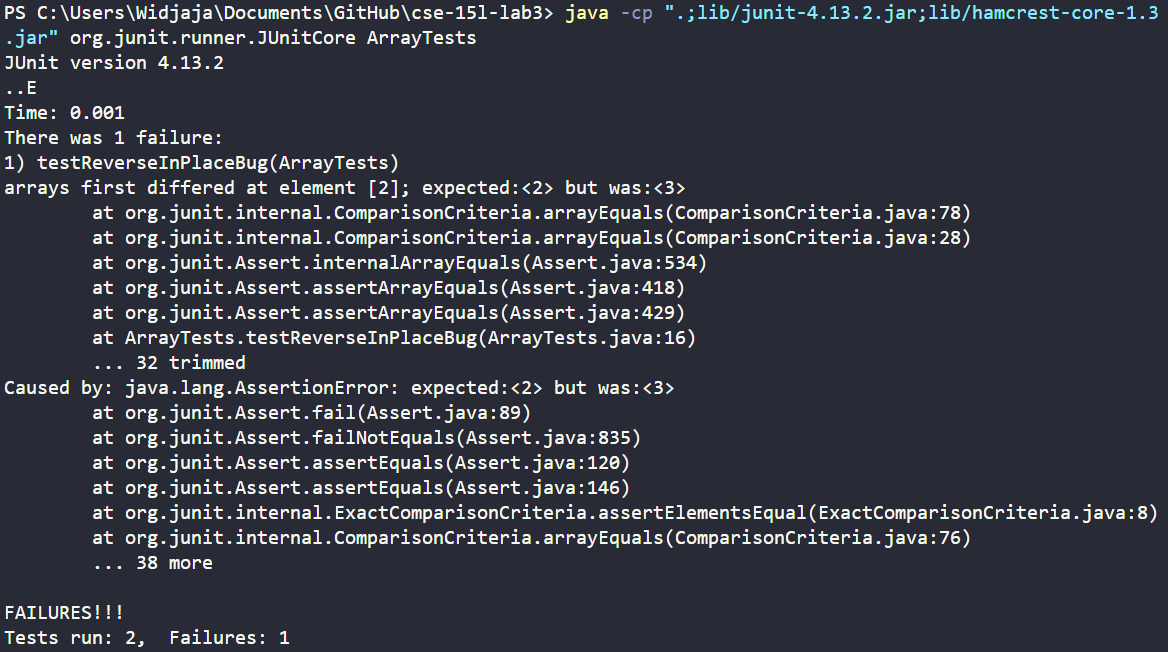 PS C:\Users\Widjaja\Documents\GitHub\cse-15l-lab3> java -cp ".;lib/junit-4.13.2.jar;lib/hamcrest-core-1.3
.jar" org.junit.runner.JUnitCore ArrayTests
JUnit version 4.13.2
..E
Time: 0.001
There was 1 failure:
1) testReverseInPlaceBug(ArrayTests)
arrays first differed at element [2]; expected:<2> but was:<3>
        at org.junit.internal.ComparisonCriteria.arrayEquals(ComparisonCriteria.java:78)
        at org.junit.internal.ComparisonCriteria.arrayEquals(ComparisonCriteria.java:28)
        at org.junit.Assert.internalArrayEquals(Assert.java:534)
        at org.junit.Assert.assertArrayEquals(Assert.java:418)
        at org.junit.Assert.assertArrayEquals(Assert.java:429)
        at ArrayTests.testReverseInPlaceBug(ArrayTests.java:16)
        ... 32 trimmed
Caused by: java.lang.AssertionError: expected:<2> but was:<3>
        at org.junit.Assert.fail(Assert.java:89)
        at org.junit.Assert.failNotEquals(Assert.java:835)
        at org.junit.Assert.assertEquals(Assert.java:120)
        at org.junit.Assert.assertEquals(Assert.java:146)
        at org.junit.internal.ExactComparisonCriteria.assertElementsEqual(ExactComparisonCriteria.java:8)
        at org.junit.internal.ComparisonCriteria.arrayEquals(ComparisonCriteria.java:76)
        ... 38 more

FAILURES!!!
Tests run: 2,  Failures: 1